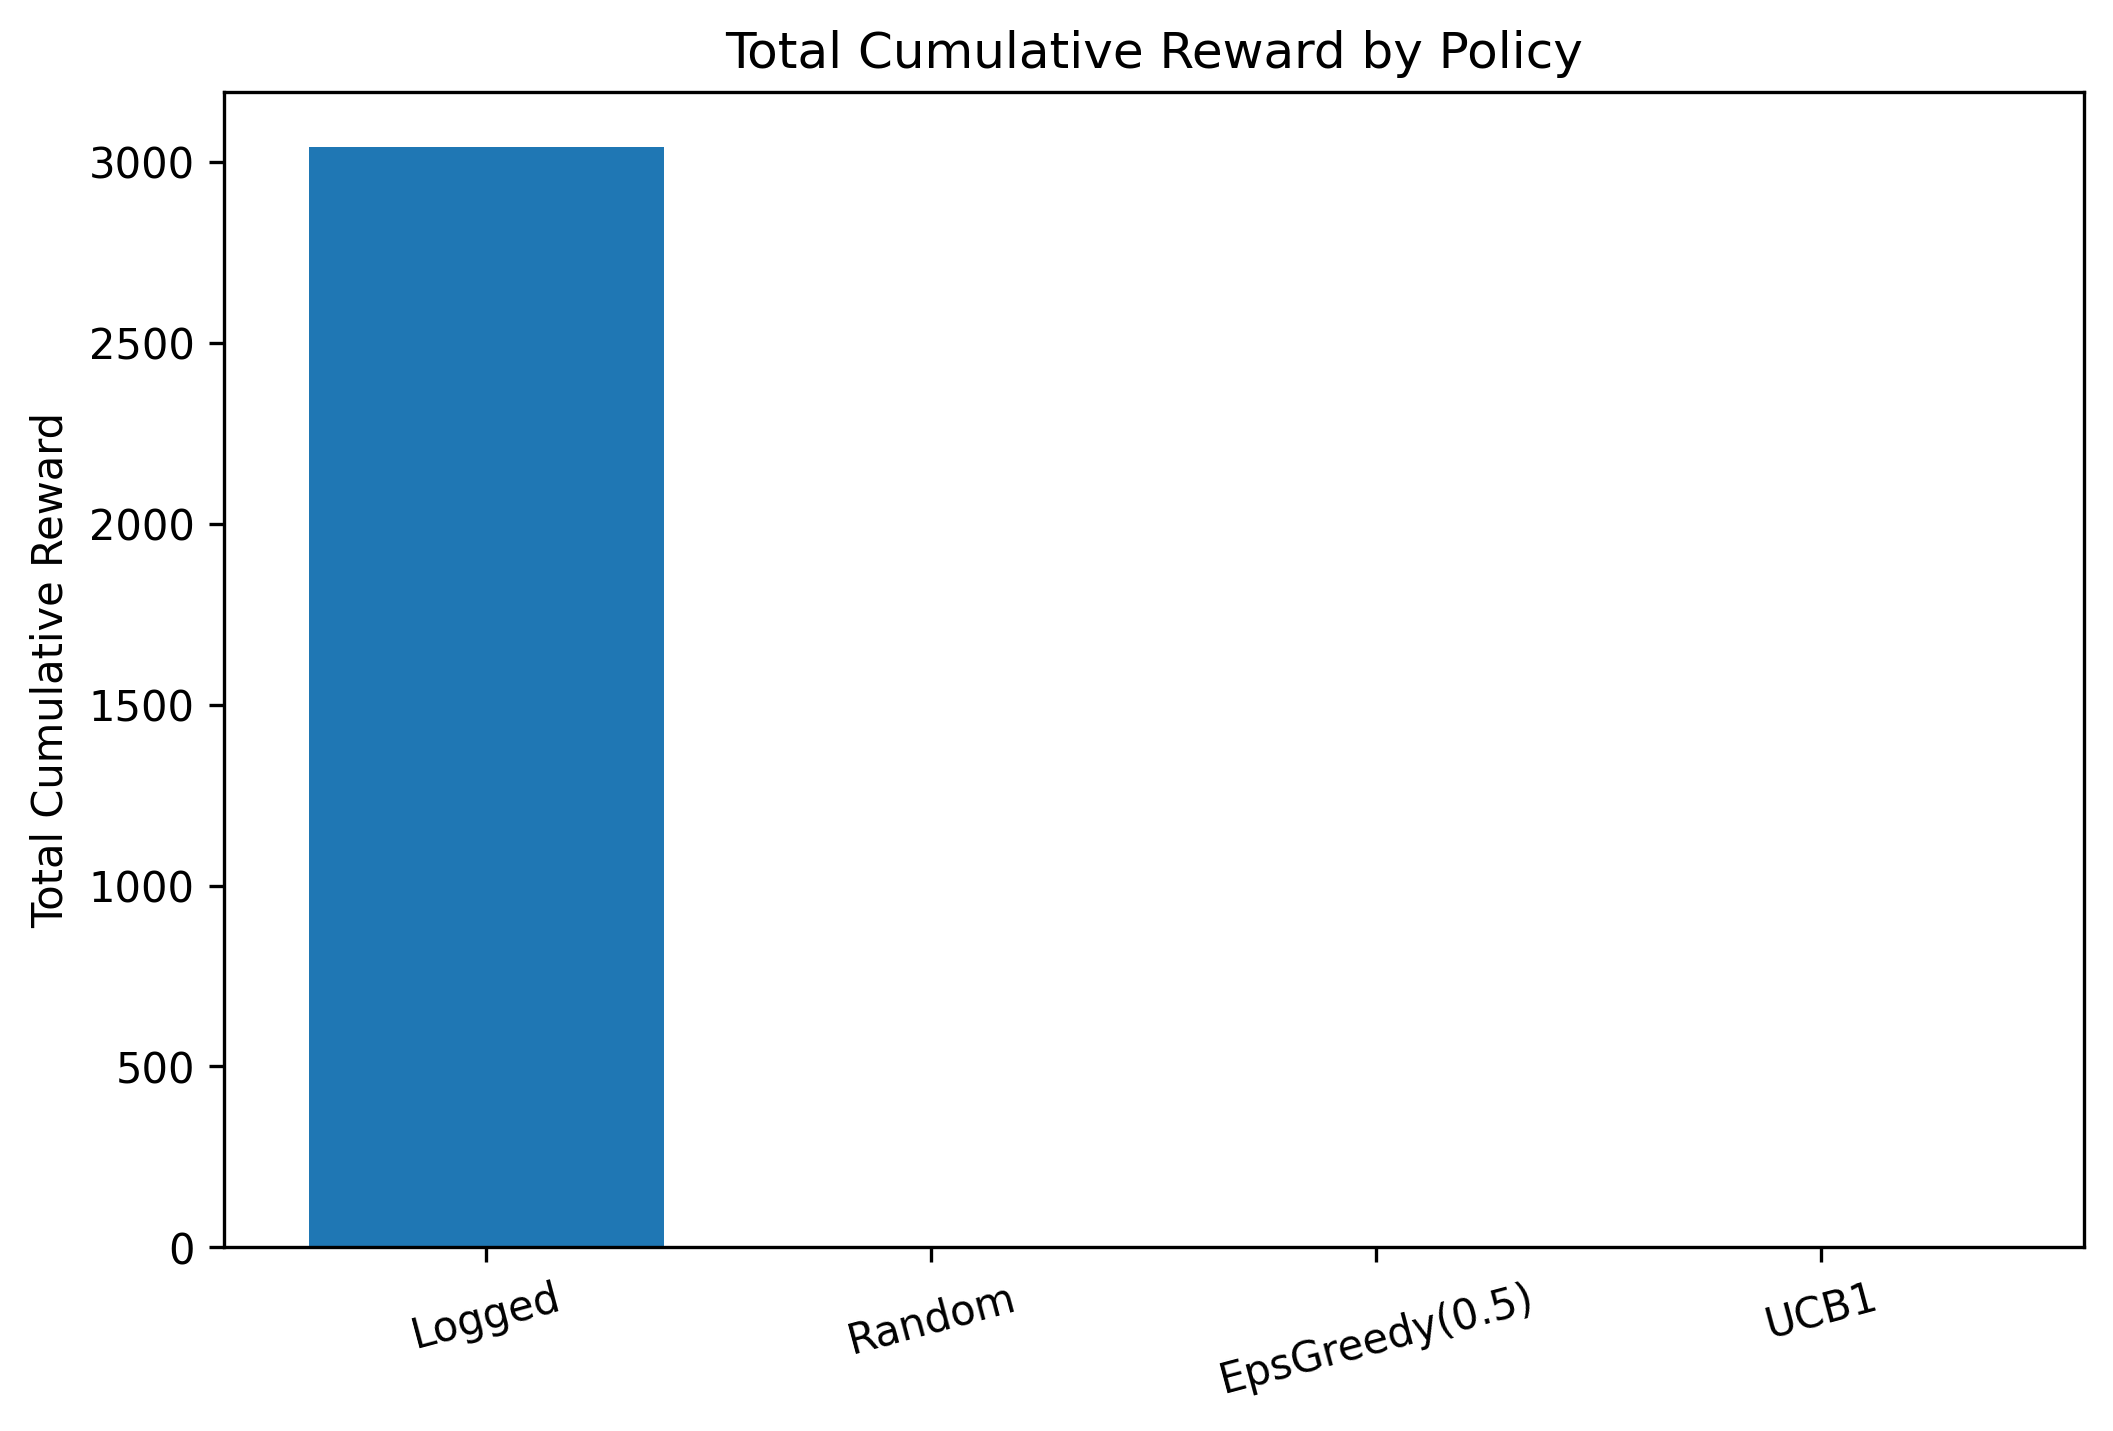 Total Cumulative Reward by Policy
Total Cumulative Reward
3000
2500
2000
1500
1000
500
0
Logged
Random
EpsGreedy(0.5)
UCB1